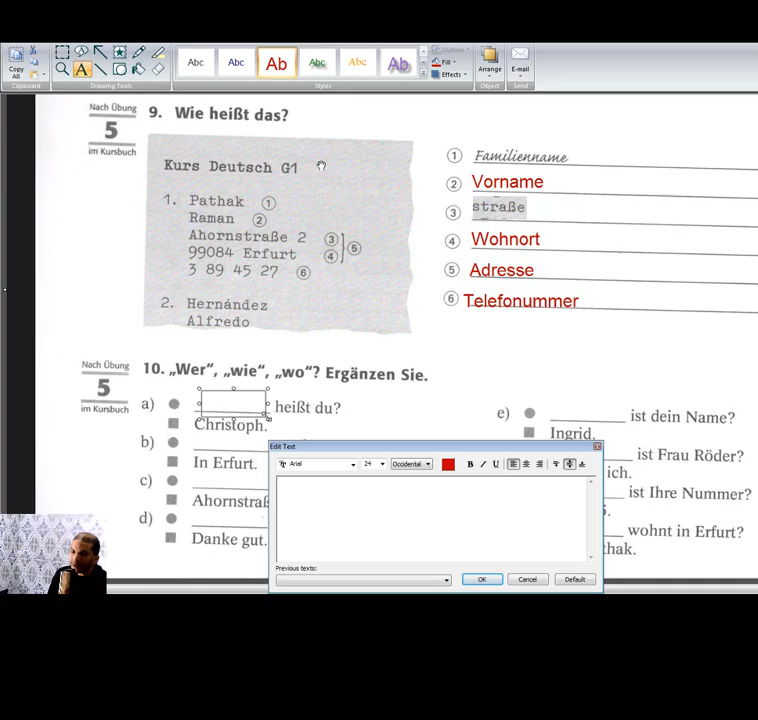 Copy All
Clipboard
Drawing Tools
Abc Abc Ab Abc Abc Ab
Styles
Outline
Fill
Effects
Arrange
Object
E-mail
Send
Nach Übung
5
im Kursbuch
9. Wie heißt das?
Kurs Deutsch G1
1. Pathak ①
Raman ②
Ahornstraße 2 ③
99084 Erfurt ④ ⑤
3 89 45 27 ⑥
2. Hernández
Alfredo
① Familienname
② Vorname
③ straße
④ Wohnort
⑤ Adresse
⑥ Telefonummer
Nach Übung
5
im Kursbuch
10. „Wer“, „wie“, „wo“? Ergänzen Sie.
a) heißt du?
Christoph.
b)
In Erfurt.
c)
Ahornstraß
d)
Danke gut.
e) ist dein Name?
Ingrid.
ist Frau Röder?
ich.
ist Ihre Nummer?
wohnt in Erfurt?
thak.
Edit Text
Arial 24 Occidental B I U
Previous texts:
OK Cancel Default